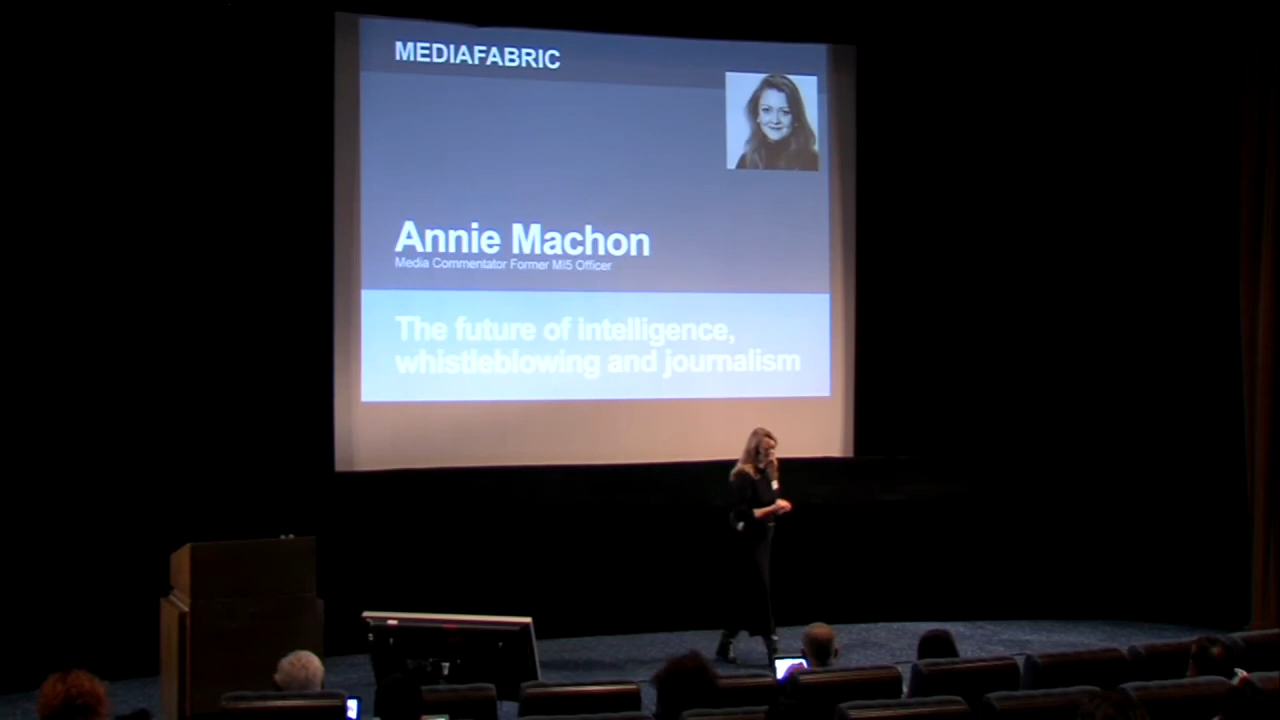 MEDIAFABRIC
Annie Machon
Media Commentator Former MI5 Officer
The future of intelligence,
whistleblowing and journalism